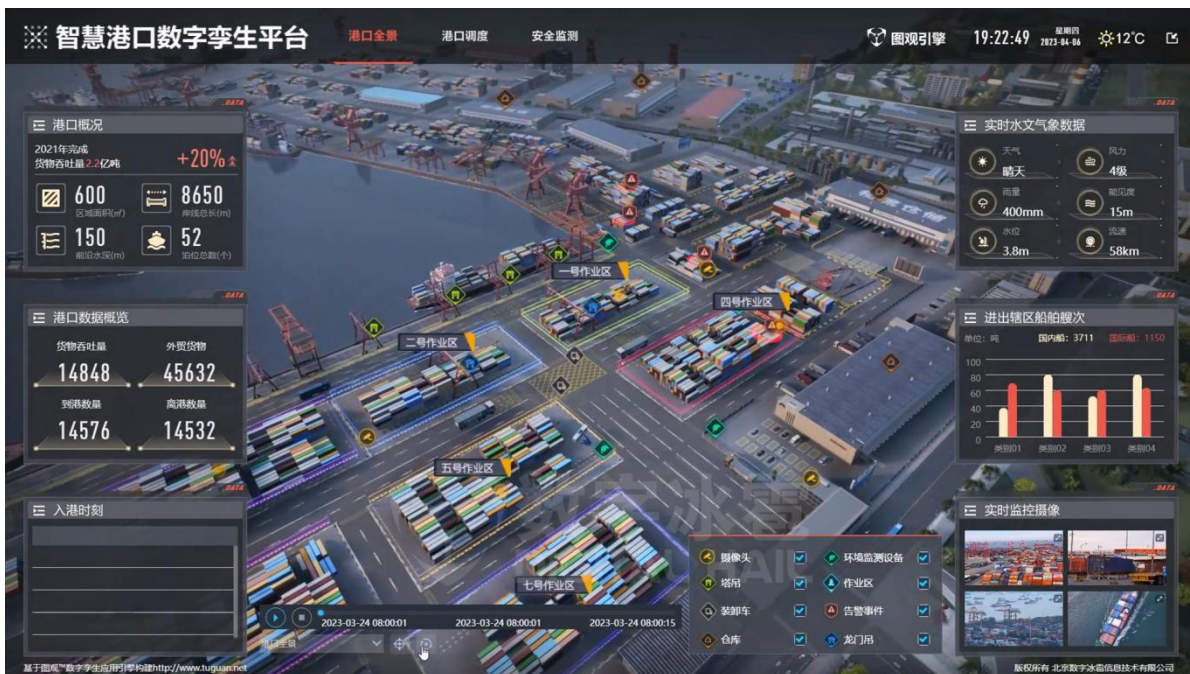 智慧港口数字孪生平台
港口全景
港口调度
安全监测
图观引擎
19:22:49
星期四
2023-04-06
12℃
DATA
港口概况
2021年完成
货物吞吐量2.2亿吨
+20%
600
区域面积(㎡)
8650
岸线总长(m)
150
前沿水深(m)
52
泊位总数(个)
DATA
港口数据概览
货物吞吐量
外贸货物
14848
45632
到港数量
离港数量
14576
14532
DATA
入港时刻
一号作业区
二号作业区
四号作业区
五号作业区
七号作业区
数字冰雹
2023-03-24 08:00:01
2023-03-24 08:00:01
2023-03-24 08:00:15
港口全景
摄像头
环境监测设备
塔吊
作业区
装卸车
告警事件
仓库
龙门吊
DATA
实时水文气象数据
天气
晴天
风力
4级
雨量
400mm
能见度
15m
水位
3.8m
流速
58km
DATA
进出辖区船舶艘次
单位：吨
国内船：3711
国际船：1150
100
80
60
40
20
0
类别01
类别02
类别03
类别04
DATA
实时监控摄像
基于图观™数字孪生应用引擎构建http://www.tuguan.net
版权所有 北京数字冰雹信息技术有限公司